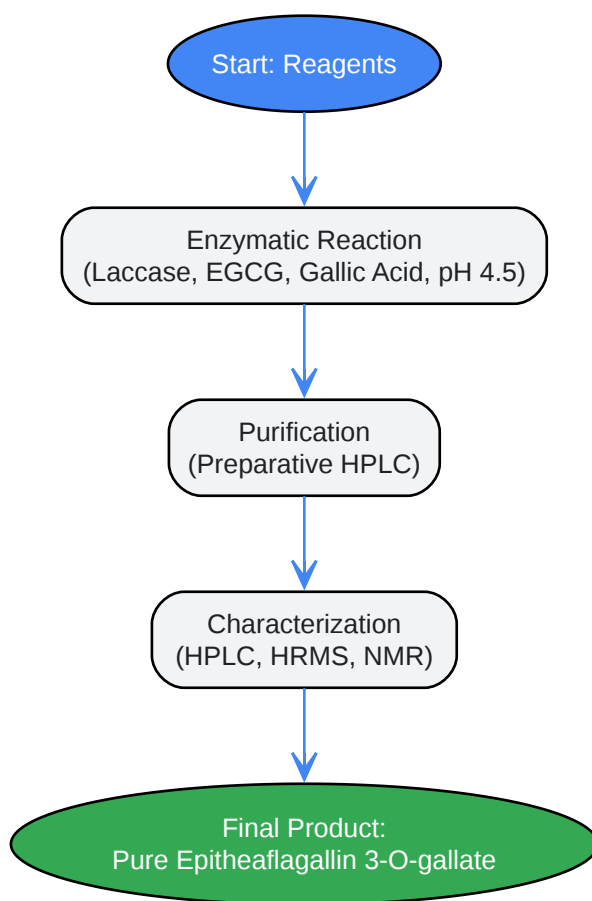 Start: Reagents
Enzymatic Reaction
(Laccase, EGCG, Gallic Acid, pH 4.5)
Purification
(Preparative HPLC)
Characterization
(HPLC, HRMS, NMR)
Final Product:
Pure Epitheaflagallin 3-O-gallate